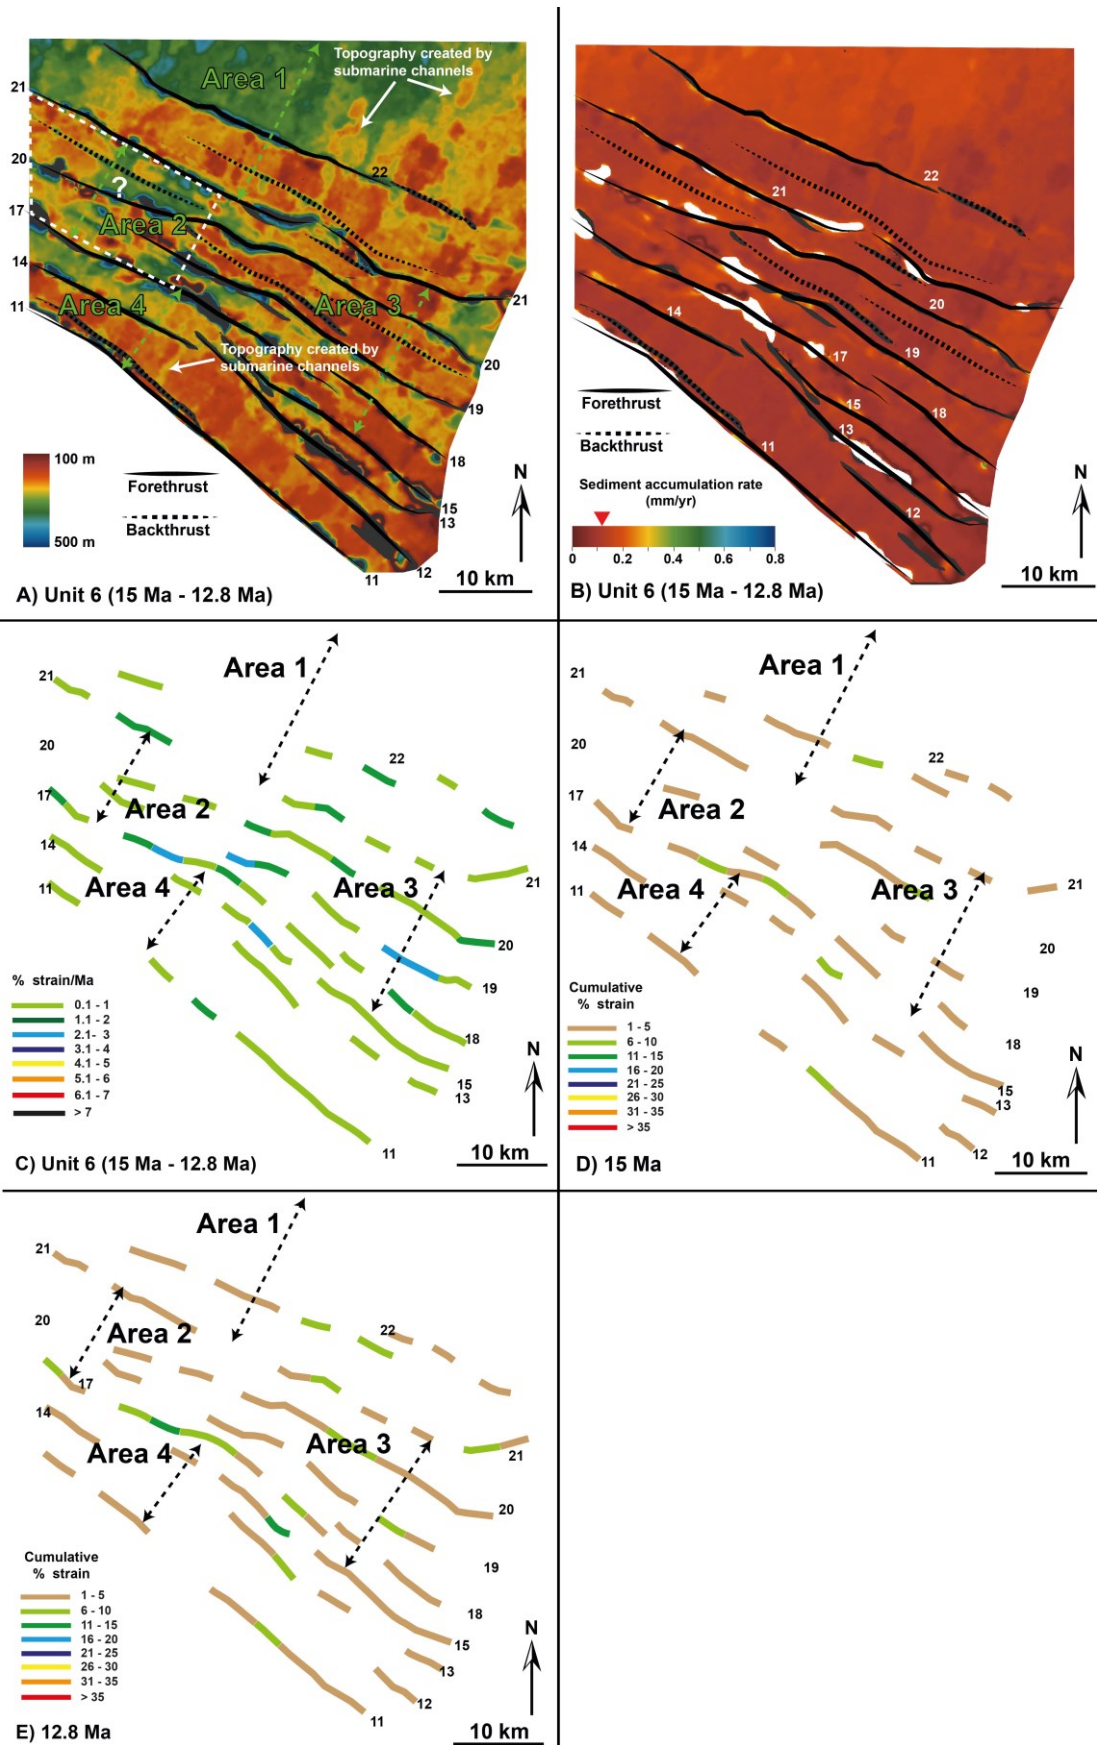 Topography created by
submarine channels
Area 1
21
22
20
?
17
Area 2
14
Area 4
Area 3
11
21
Topography created by
submarine channels
20
19
18
15
13
12
11
100 m
500 m
Forethrust
Backthrust
N
10 km
A) Unit 6 (15 Ma - 12.8 Ma)
22
21
20
14
19
17
18
15
13
11
12
Forethrust
Backthrust
Sediment accumulation rate
(mm/yr)
0 0.2 0.4 0.6 0.8
N
10 km
B) Unit 6 (15 Ma - 12.8 Ma)
Area 1
21
20
22
17
Area 2
14
Area 4
Area 3
11
21
20
19
18
15
13
11
% strain/Ma
0.1 - 1
1.1 - 2
2.1- 3
3.1 - 4
4.1 - 5
5.1 - 6
6.1 - 7
> 7
N
10 km
C) Unit 6 (15 Ma - 12.8 Ma)
Area 1
21
20
22
17
Area 2
14
Area 4
Area 3
11
21
20
19
18
15
13
12
11
Cumulative
% strain
1 - 5
6 - 10
11 - 15
16 - 20
21 - 25
26 - 30
31 - 35
> 35
N
10 km
D) 15 Ma
Area 1
21
20
22
Area 2
17
14
Area 4
Area 3
21
20
19
18
15
13
12
11
Cumulative
% strain
1 - 5
6 - 10
11 - 15
16 - 20
21 - 25
26 - 30
31 - 35
> 35
N
10 km
E) 12.8 Ma